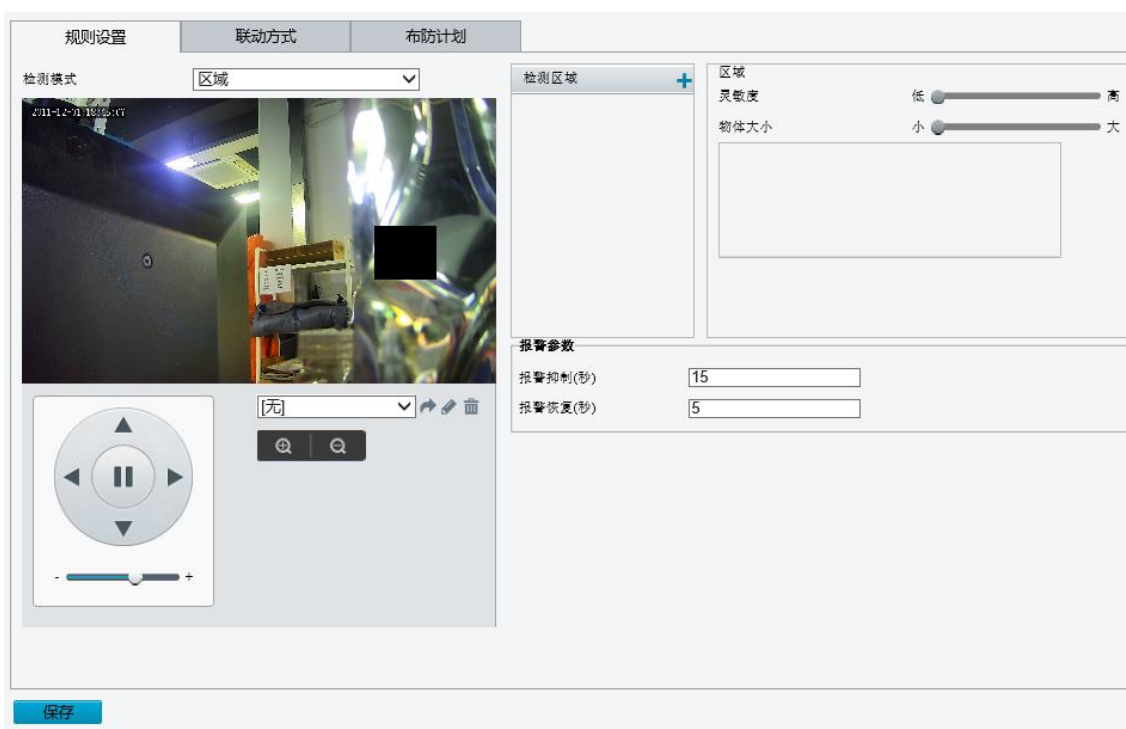 规则设置
联动方式
布防计划
检测模式
区域
检测区域
区域
灵敏度
低
高
物体大小
小
大
报警参数
报警抑制(秒)
15
报警恢复(秒)
5
[无]
-
+
保存